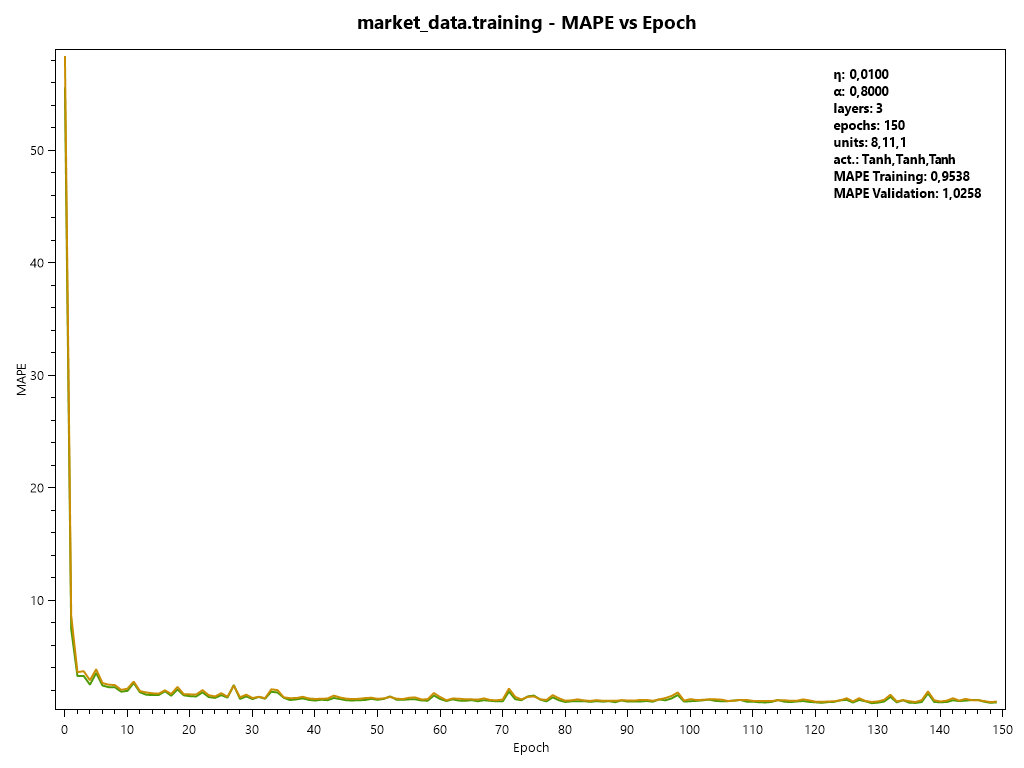 market_data.training - MAPE vs Epoch
η: 0,0100
α: 0,8000
layers: 3
epochs: 150
units: 8,11,1
act.: Tanh,Tanh,Tanh
MAPE Training: 0,9538
MAPE Validation: 1,0258
50
40
30
20
10
MAPE
0 10 20 30 40 50 60 70 80 90 100 110 120 130 140 150
Epoch